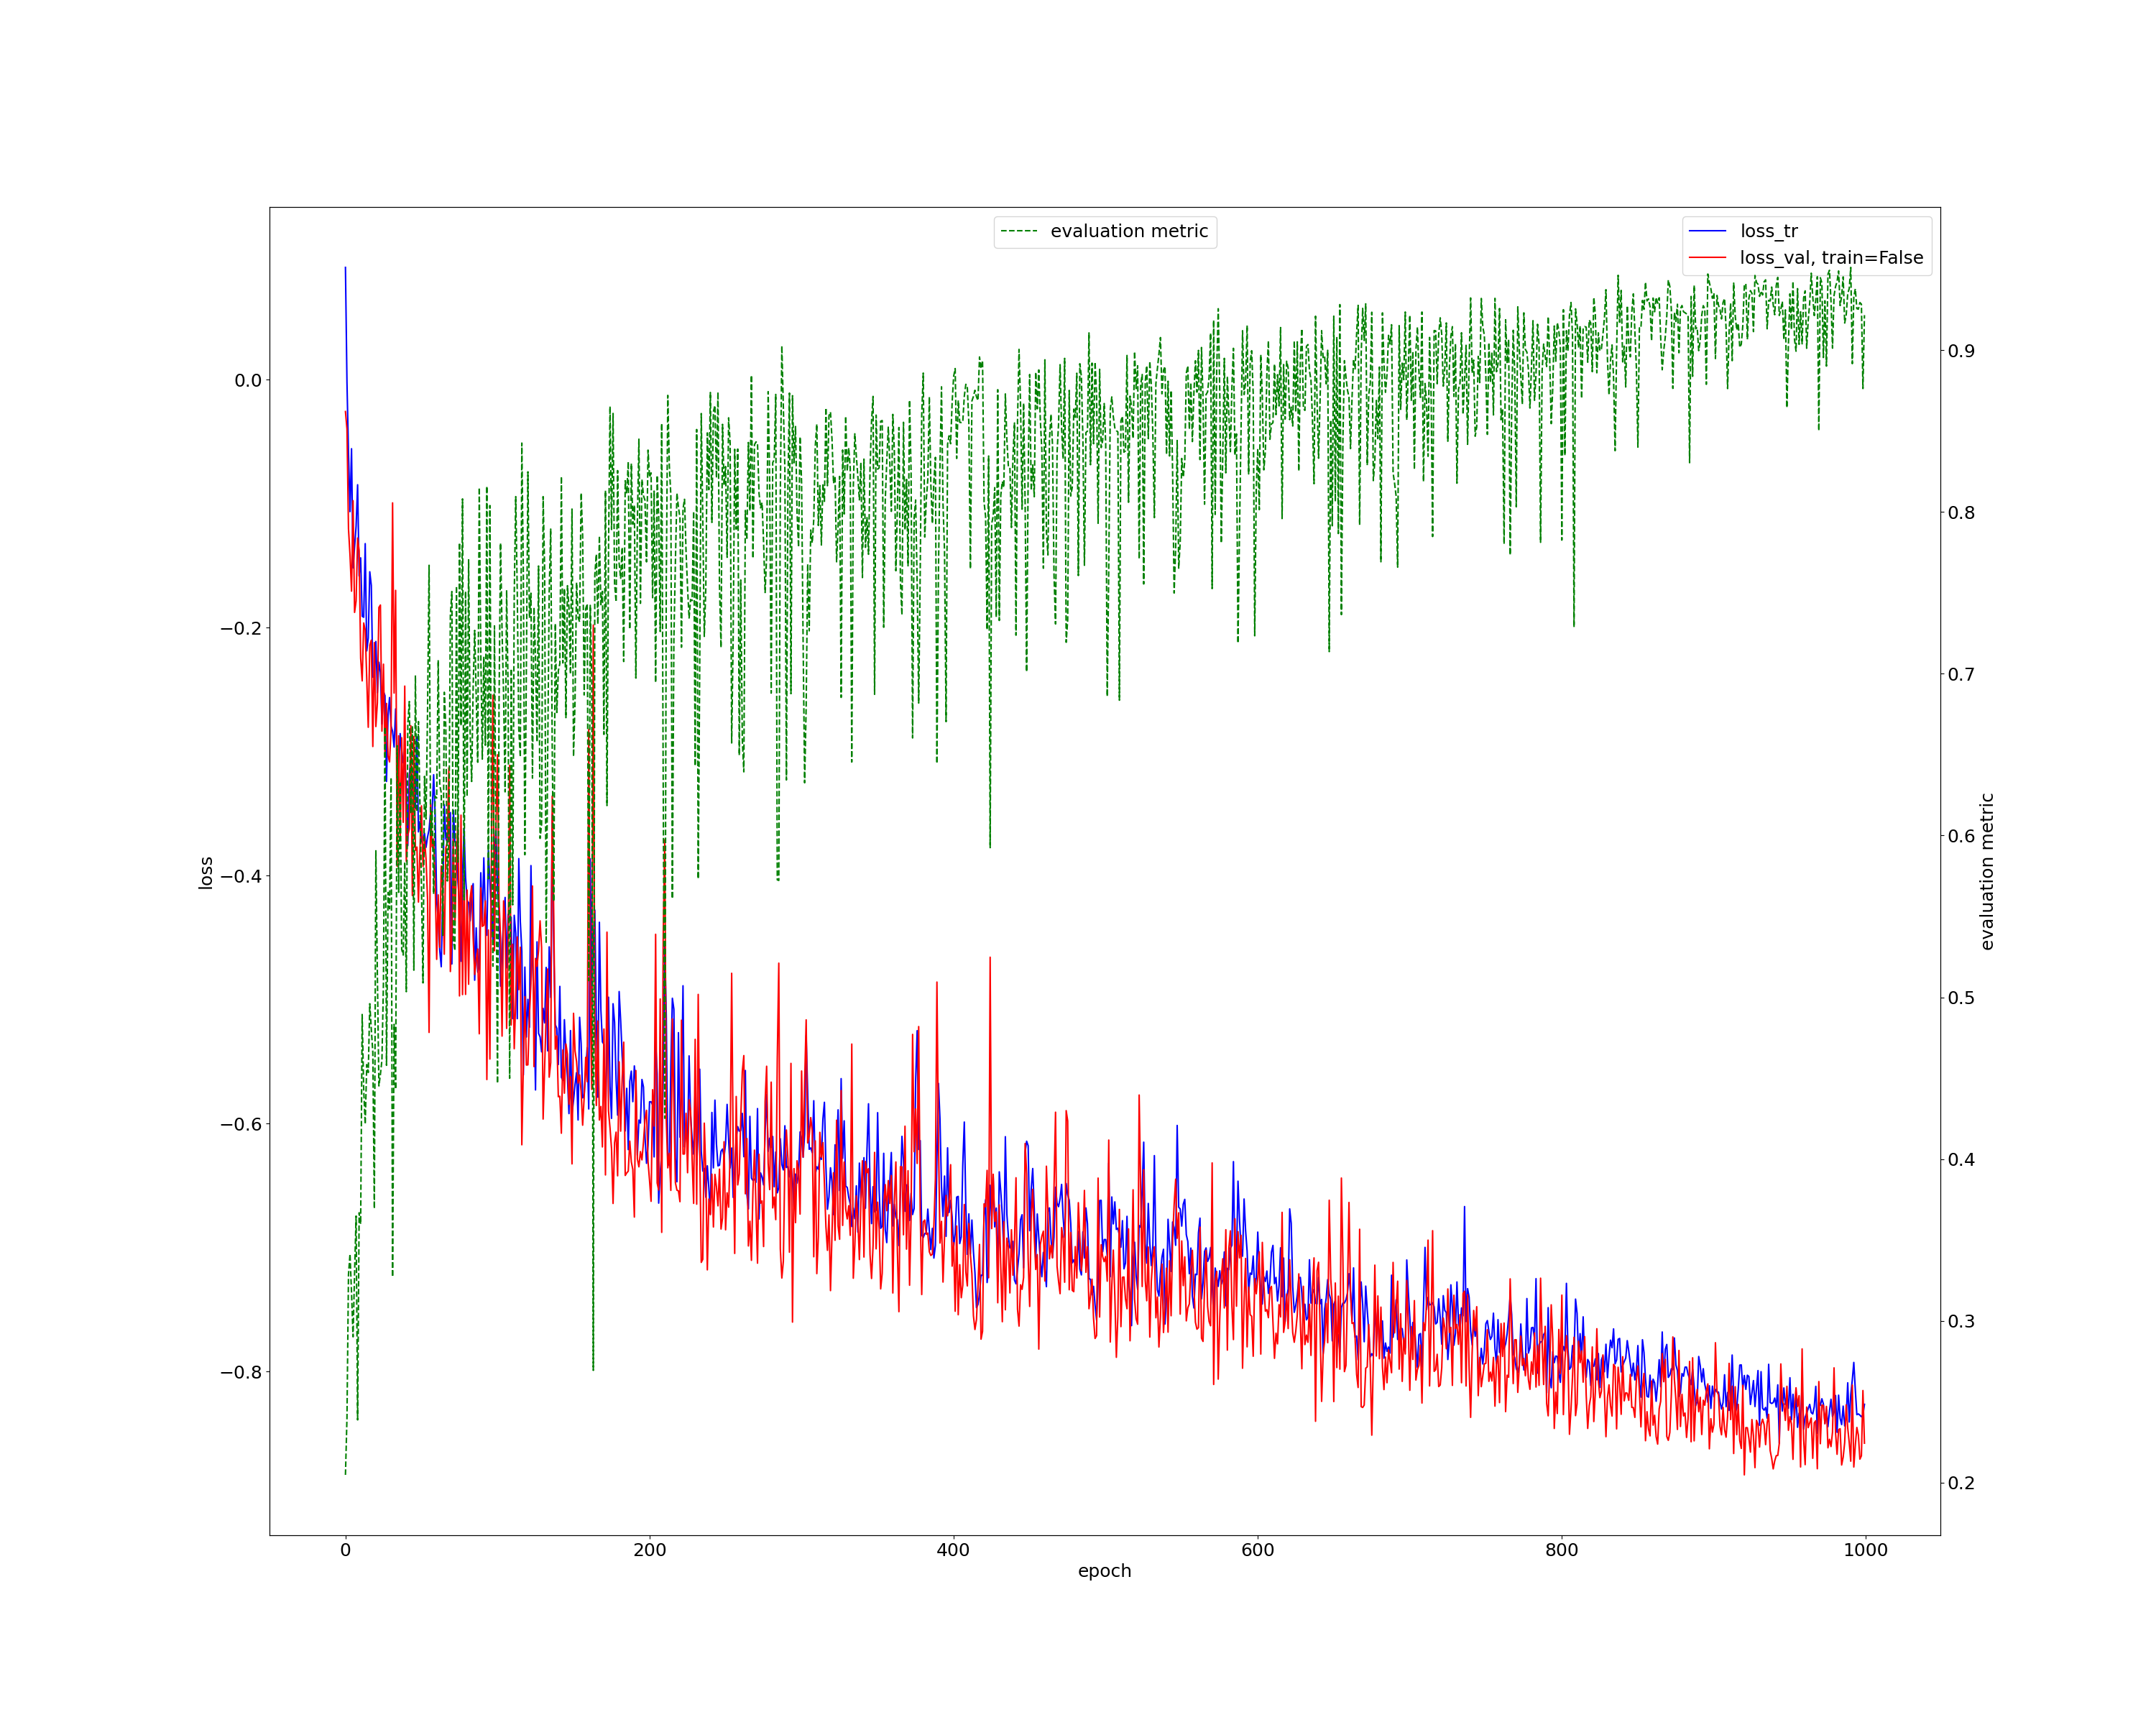 evaluation metric
loss_tr
loss_val, train=False
0.0
−0.2
−0.4
−0.6
−0.8
loss
0.9
0.8
0.7
0.6
0.5
0.4
0.3
0.2
evaluation metric
0 200 400 600 800 1000
epoch